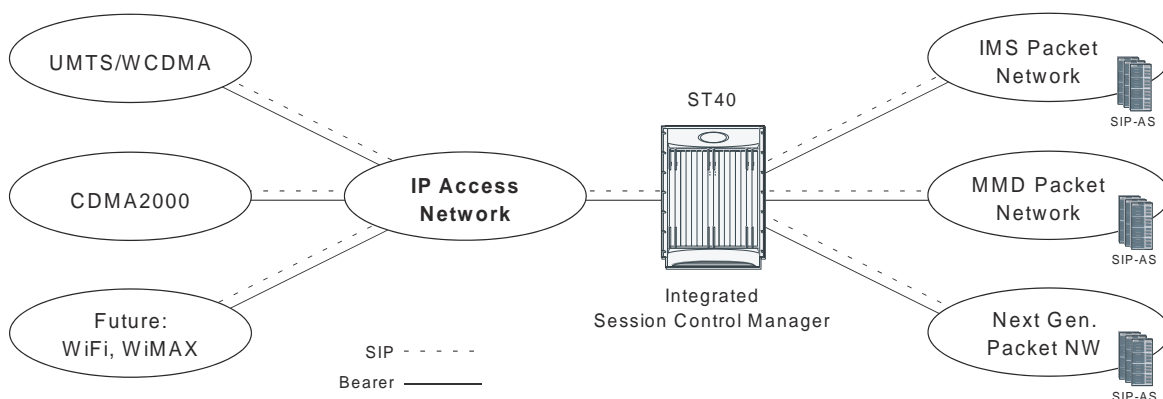 UMTS/WCDMA
CDMA2000
Future:
WiFi, WiMAX
IP Access
Network
ST40
Integrated
Session Control Manager
IMS Packet
Network
SIP-AS
MMD Packet
Network
SIP-AS
Next Gen.
Packet NW
SIP-AS
SIP
Bearer